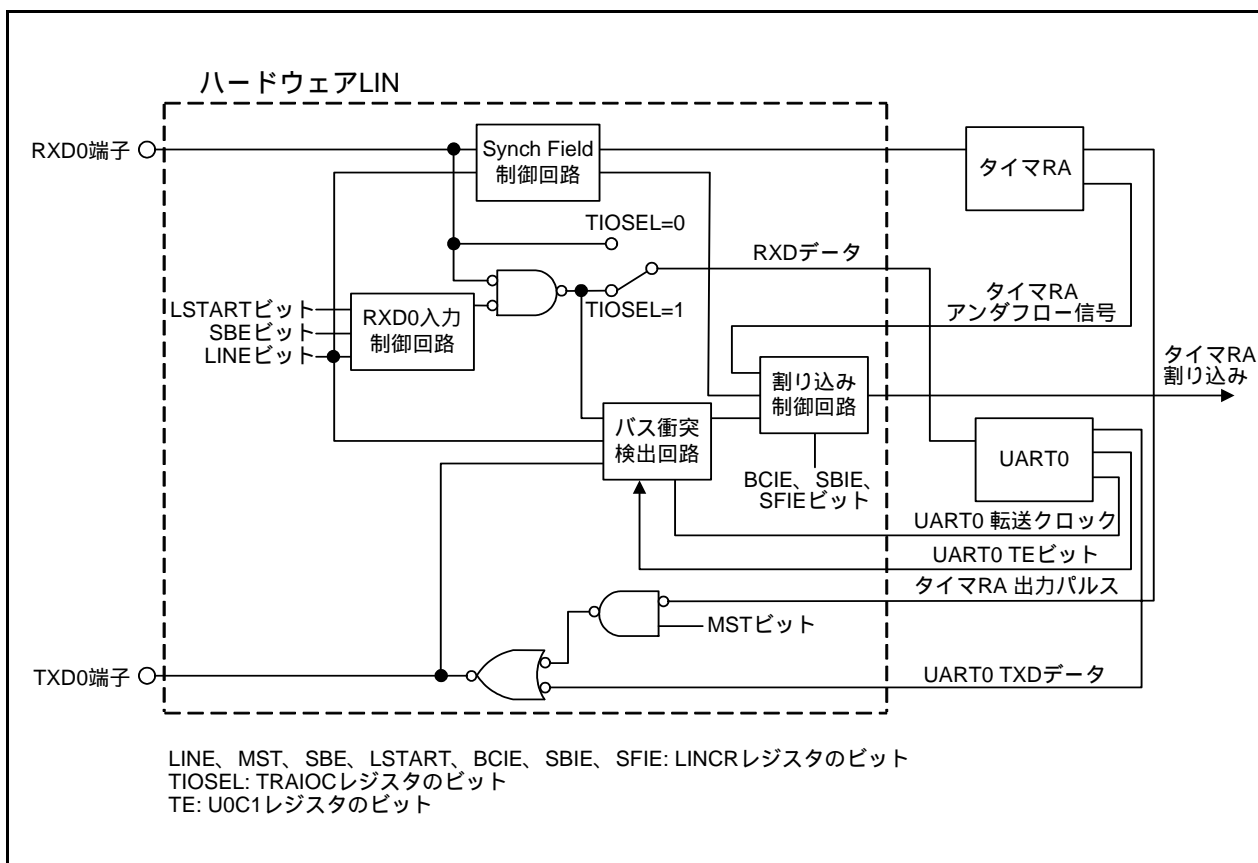 ハードウェアLIN
RXD0端子
Synch Field
制御回路
タイマRA
TIOSEL=0
RXDデータ
TIOSEL=1
LSTARTビット
SBEビット
LINEビット
RXD0入力
制御回路
タイマRA
アンダフロー信号
タイマRA
割り込み
割り込み
制御回路
バス衝突
検出回路
UART0
BCIE、SBIE、
SFIEビット
UART0 転送クロック
UART0 TEビット
タイマRA 出力パルス
MSTビット
TXD0端子
UART0 TXDデータ
LINE、MST、SBE、LSTART、BCIE、SBIE、SFIE: LINCRレジスタのビット
TIOSEL: TRAIOCレジスタのビット
TE: U0C1レジスタのビット